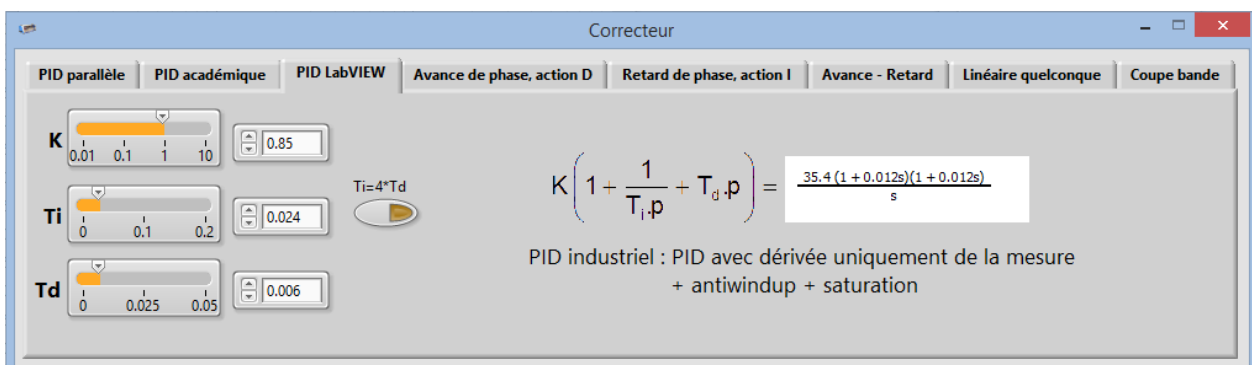 Correcteur
PID parallèle PID académique PID LabVIEW Avance de phase, action D Retard de phase, action I Avance - Retard Linéaire quelconque Coupe bande
K 0.01 0.1 1 10 0.85
Ti=4*Td
Ti 0 0.1 0.2 0.024
Td 0 0.025 0.05 0.006
K(1 + 1/Ti.p + Td.p) = 35.4 (1 + 0.012s)(1 + 0.012s)/s
PID industriel : PID avec dérivée uniquement de la mesure
+ antiwindup + saturation